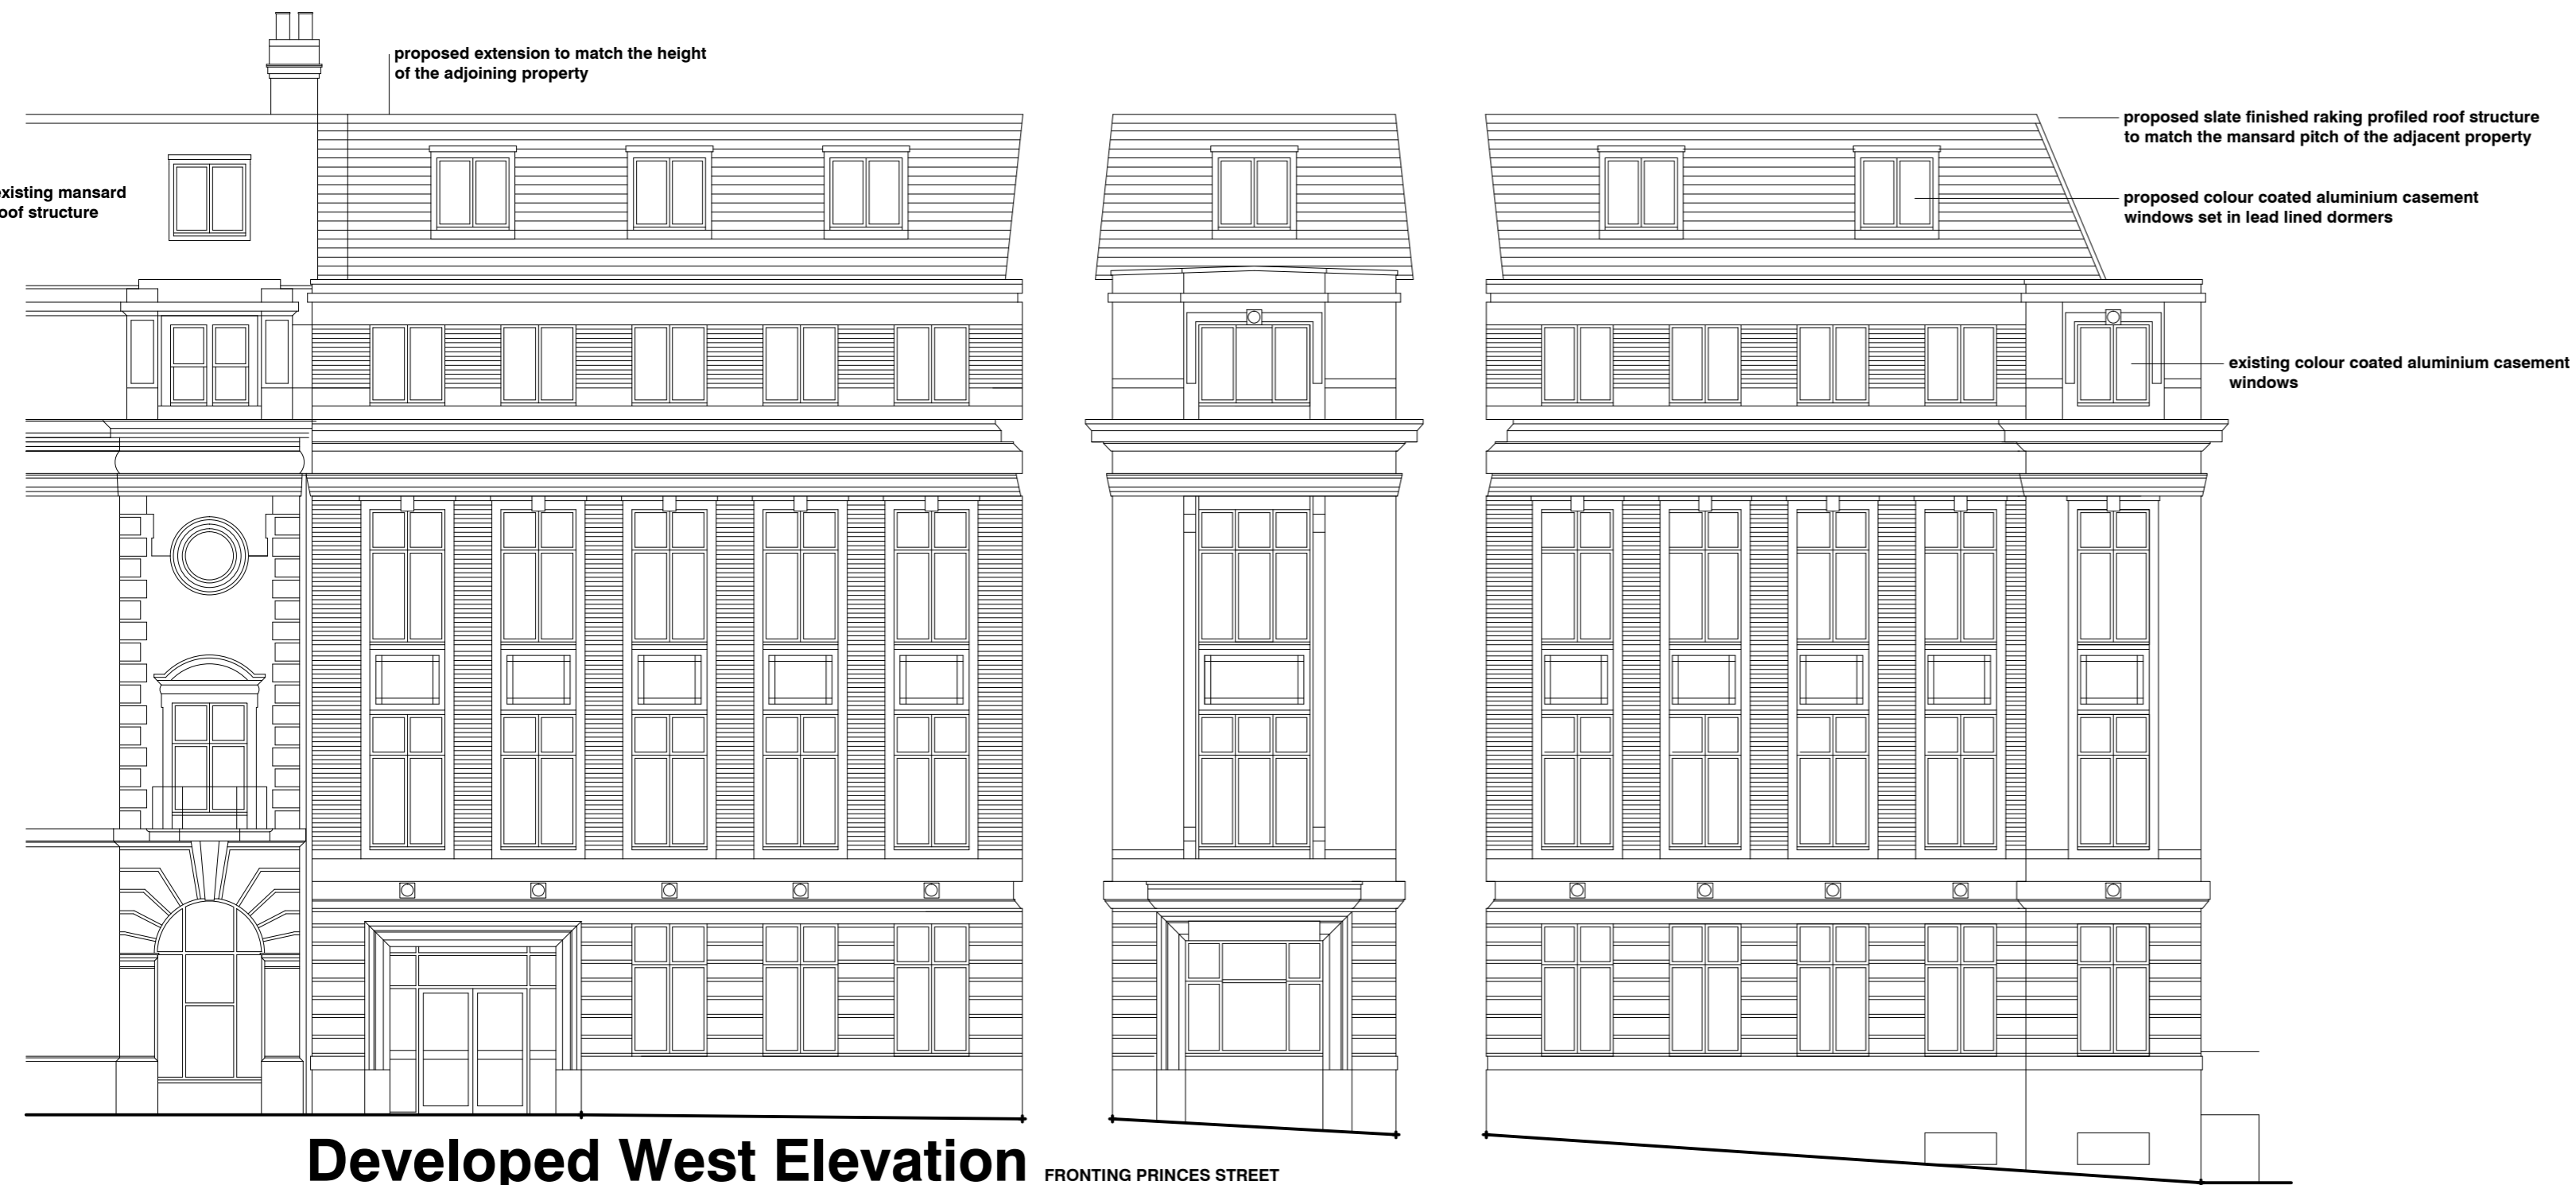 proposed extension to match the height
of the adjoining property
existing mansard
roof structure
proposed slate finished raking profiled roof structure
to match the mansard pitch of the adjacent property
proposed colour coated aluminium casement
windows set in lead lined dormers
existing colour coated aluminium casement
windows
Developed West Elevation FRONTING PRINCES STREET